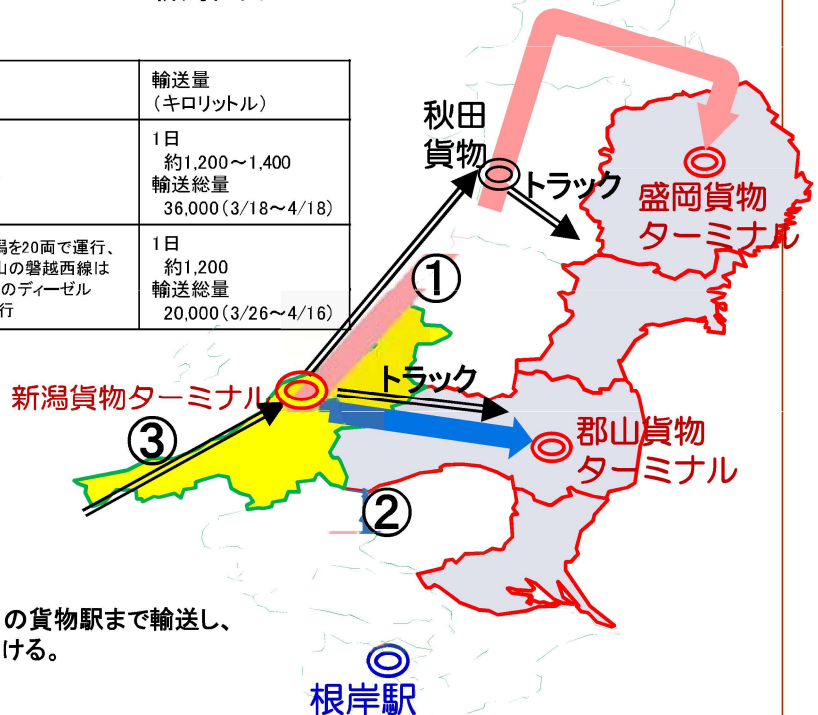 輸送量
(キロリットル)
1日
約1,200～1,400
輸送総量
36,000(3/18～4/18)
潟を20両で運行、
山の磐越西線は
のディーゼル
行
1日
約1,200
輸送総量
20,000(3/26～4/16)
秋田
貨物
トラック
盛岡貨物
ターミナル
①
新潟貨物ターミナル
トラック
③
郡山貨物
ターミナル
②
の貨物駅まで輸送し、
ける。
根岸駅